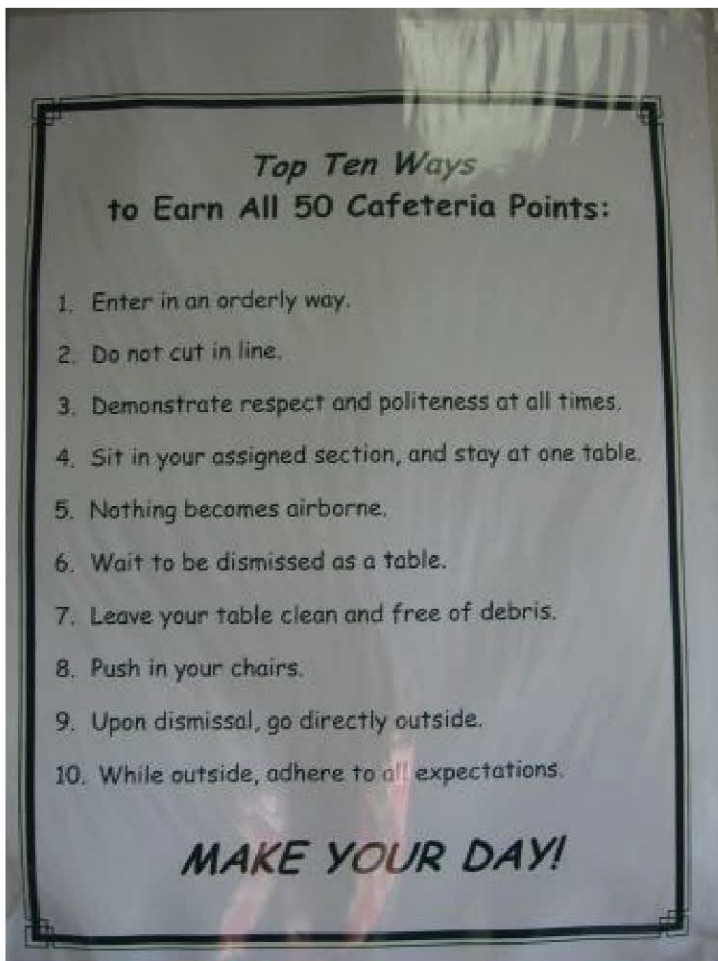 Top Ten Ways
to Earn All 50 Cafeteria Points:
1. Enter in an orderly way.
2. Do not cut in line.
3. Demonstrate respect and politeness at all times.
4. Sit in your assigned section, and stay at one table.
5. Nothing becomes airborne.
6. Wait to be dismissed as a table.
7. Leave your table clean and free of debris.
8. Push in your chairs.
9. Upon dismissal, go directly outside.
10. While outside, adhere to all expectations.
MAKE YOUR DAY!